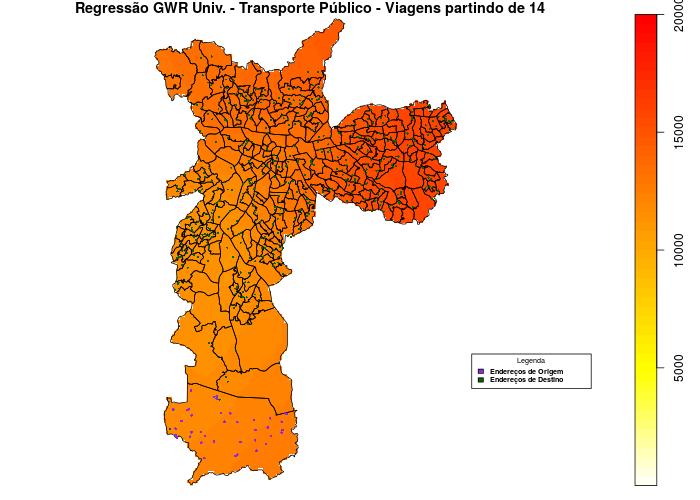 Regressão GWR Univ. - Transporte Público - Viagens partindo de 14
20000
15000
10000
5000
Legenda
Endereços de Origem
Endereços de Destino